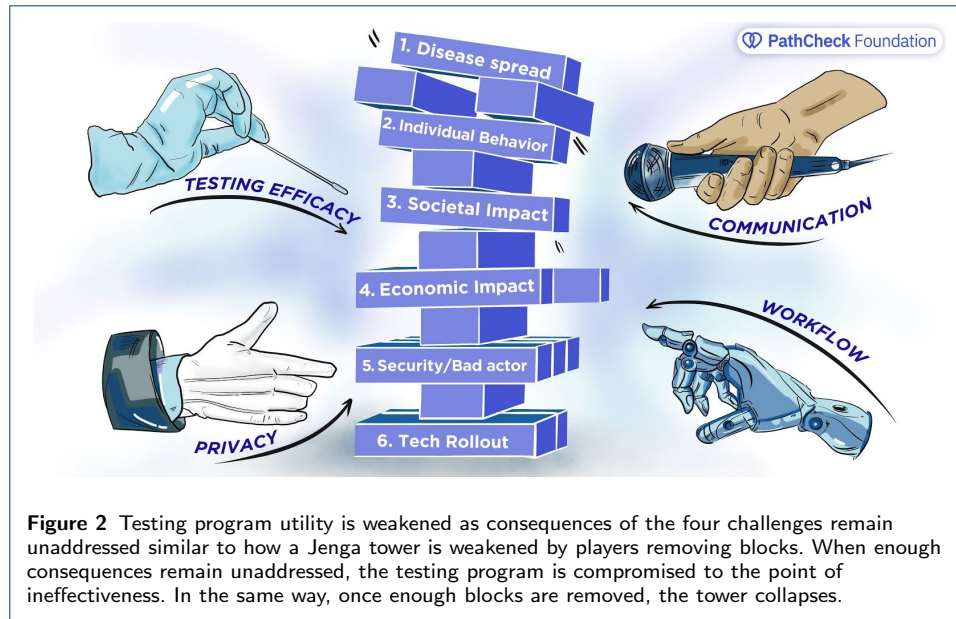 PathCheck Foundation
1. Disease spread
2. Individual Behavior
TESTING EFFICACY
3. Societal Impact
COMMUNICATION
4. Economic Impact
WORKFLOW
5. Security/Bad actor
PRIVACY
6. Tech Rollout
Figure 2 Testing program utility is weakened as consequences of the four challenges remain
unaddressed similar to how a Jenga tower is weakened by players removing blocks. When enough
consequences remain unaddressed, the testing program is compromised to the point of
ineffectiveness. In the same way, once enough blocks are removed, the tower collapses.